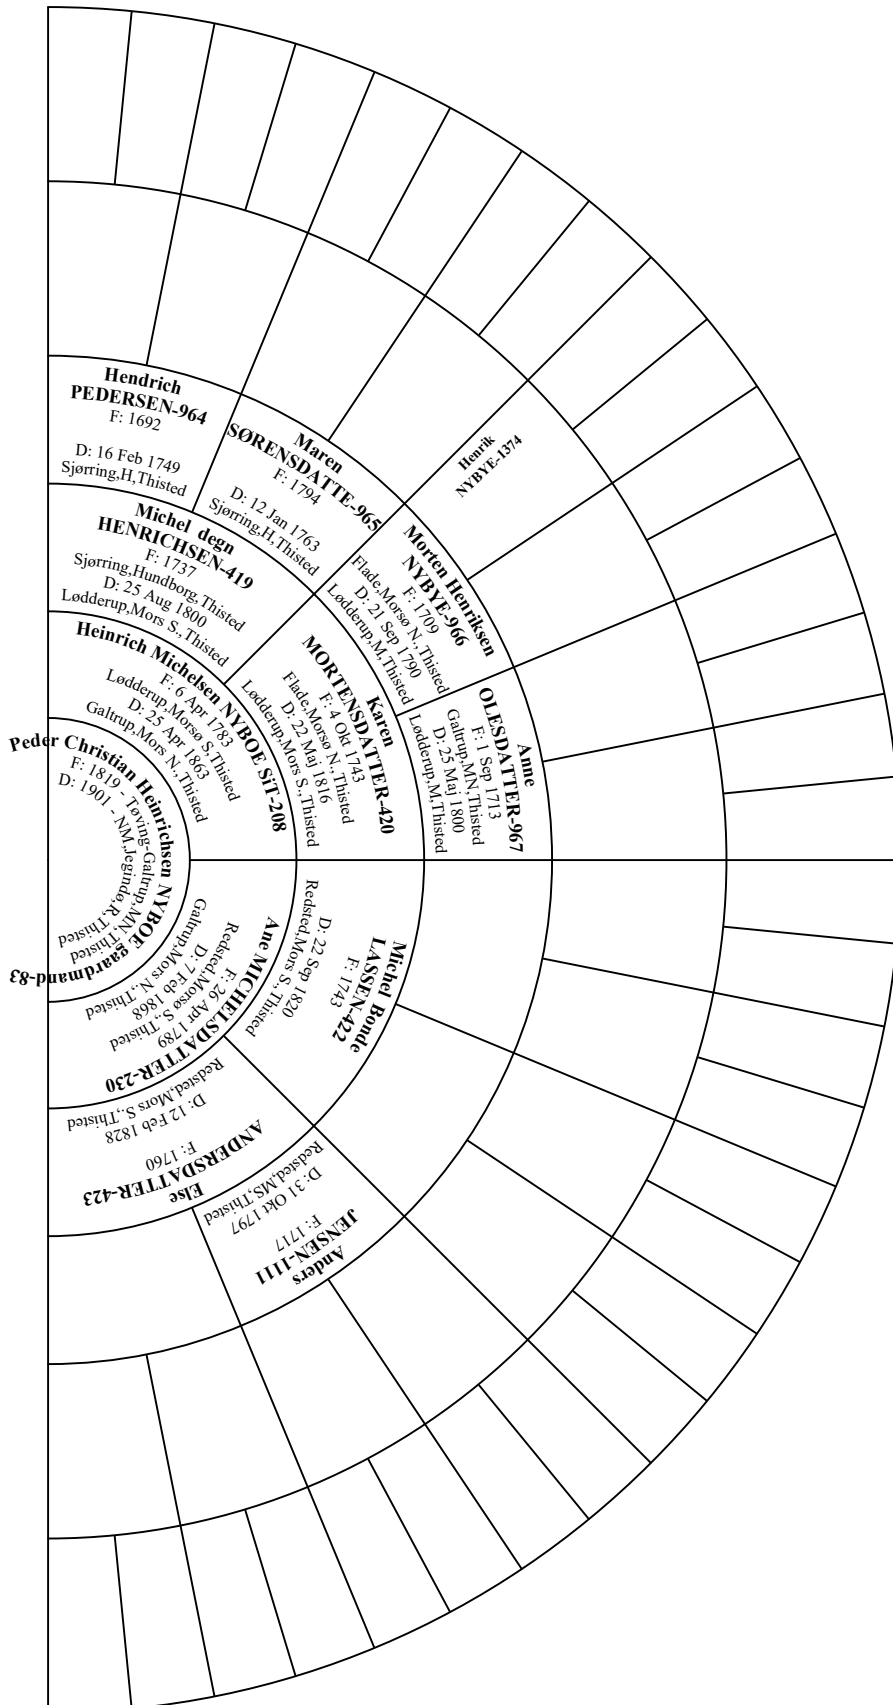 Hendrich
PEDERSEN-964
F: 1692
D: 16 Feb 1749
Sjørring,H,Thisted
Maren
SØRENSDATTE-965
F: 1794
D: 12 Jan 1763
Sjørring,H,Thisted
Henrik
NYBYE-1374
Morten Henriksen
NYBYE-966
F: 1709
Flade,Morsø N.,Thisted
D: 21 Sep 1790
Lødderup,M,Thisted
Anne
OLESDATTER-967
F: 1 Sep 1713
Galtrup,MN,Thisted
D: 25 Maj 1800
Lødderup,M,Thisted
Michel degn
HENRICHSEN-419
F: 1737
Sjørring,Hundborg,Thisted
D: 25 Aug 1800
Lødderup,Mors S.,Thisted
Karen
MORTENSDATTER-420
F: 4 Okt 1743
Flade,Morsø N.,Thisted
D: 22 Maj 1816
Lødderup,Mors S.,Thisted
Heinrich Michelsen NYBOE SiT-208
F: 6 Apr 1783
Lødderup,Morsø S,Thisted
D: 25 Apr 1863
Galtrup,Mors N.,Thisted
Peder Christian Heinrichsen NYBOE gaardmand-83
F: 1819 - Tøving-Galtrup,MN,Thisted
D: 1901 - NM,Jegindø,R,Thisted
Ane MICHELSDATTER-230
F: 26 Apr 1789
Redsted,Morsø S.,Thisted
D: 7 Feb 1868
Galtrup,Mors N.,Thisted
Michel Bonde
LASSEN-422
F: 1743
D: 22 Sep 1820
Redsted,Mors S.,Thisted
Else
ANDERSDATTER-423
F: 1760
D: 12 Feb 1828
Redsted,Mors S.,Thisted
Anders
JENSEN-1111
F: 1717
D: 31 Okt 1797
Redsted,MS,Thisted